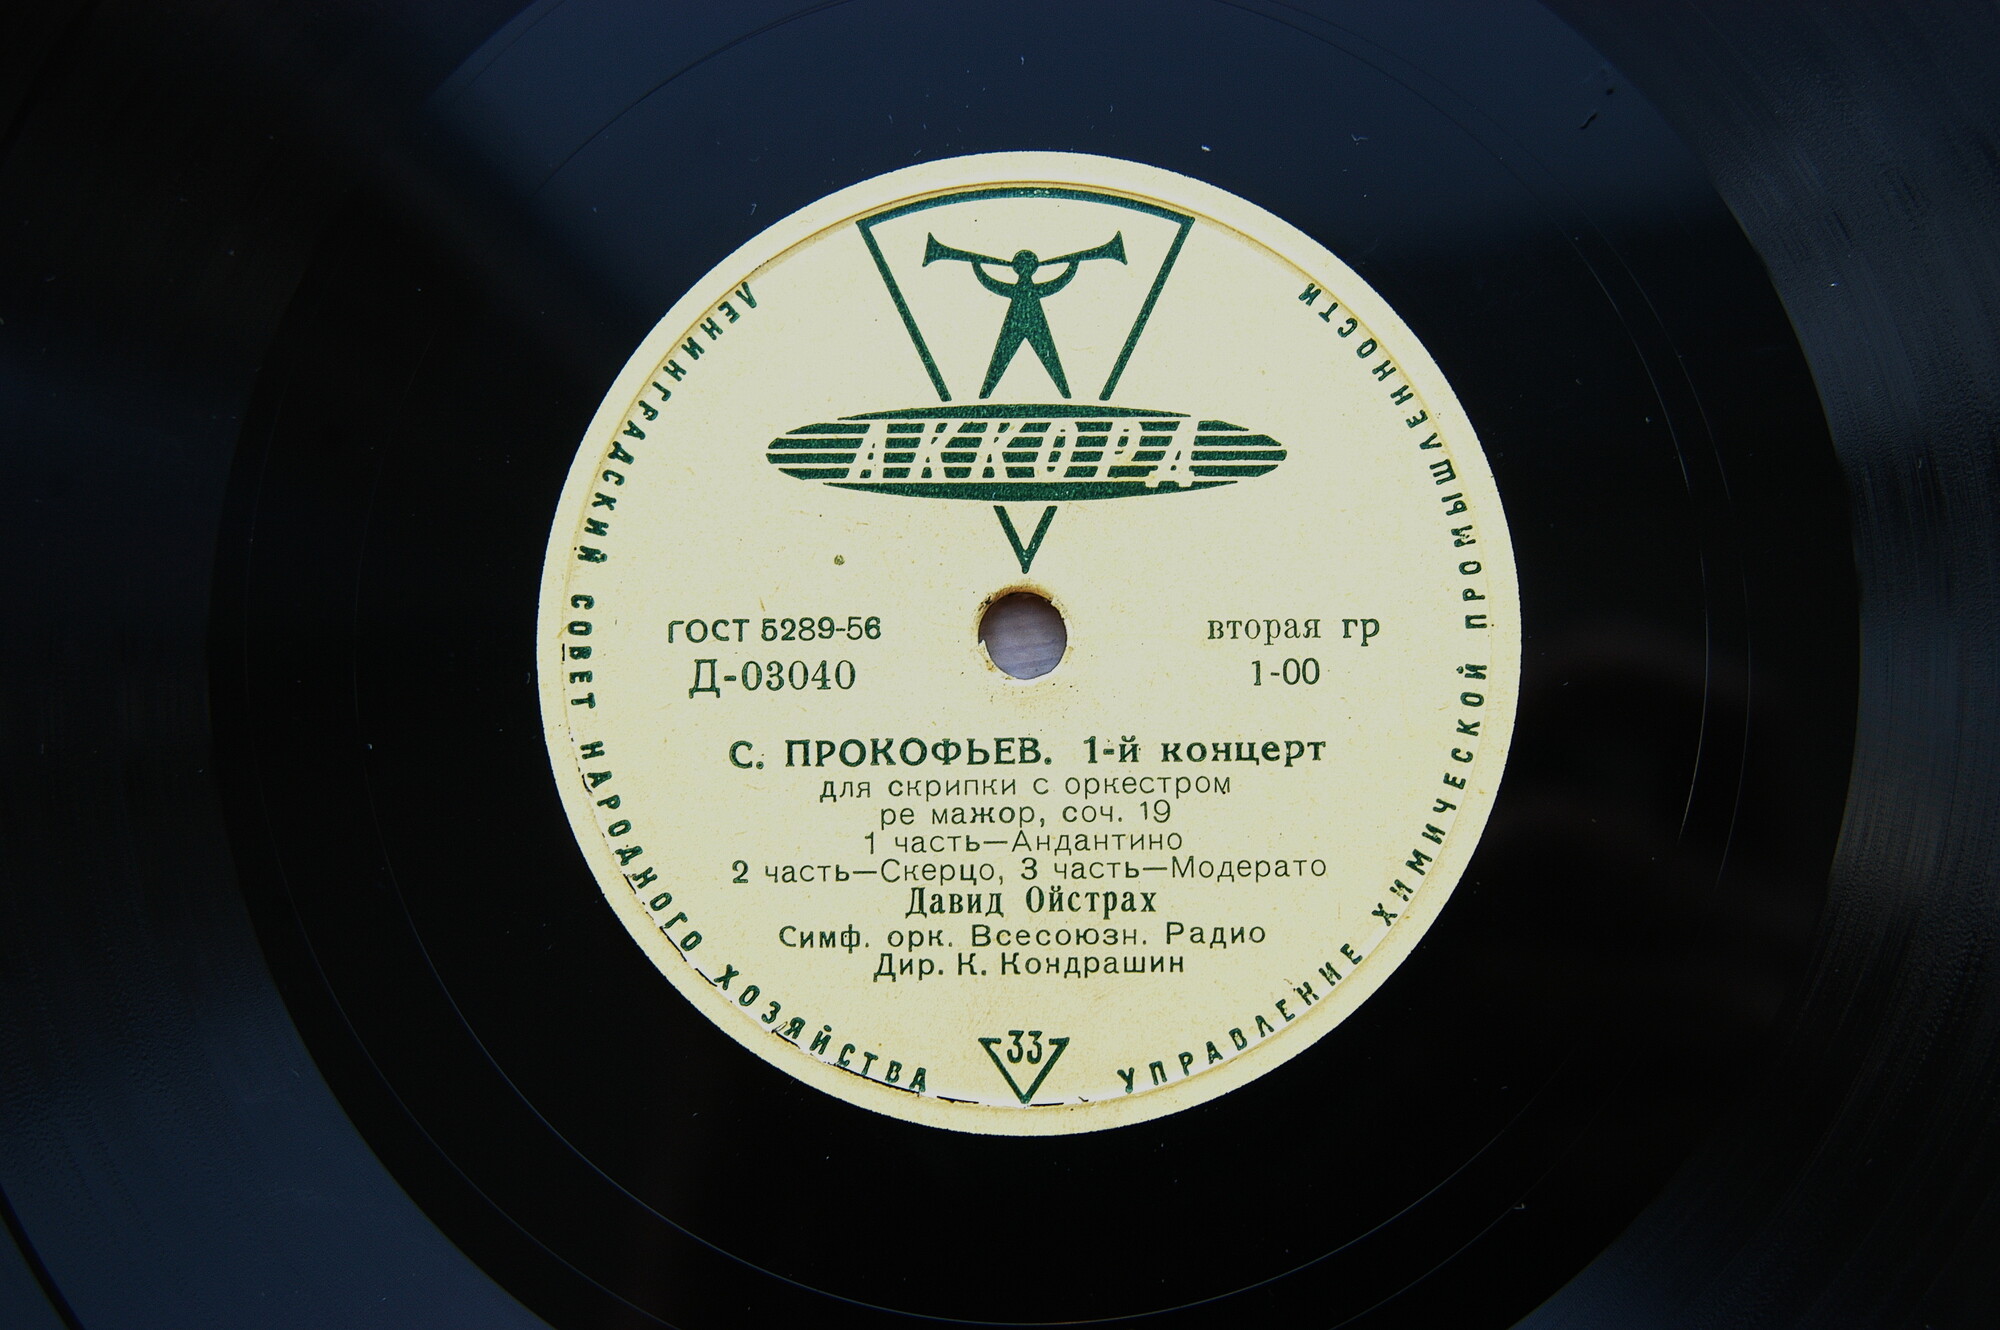 АККОРД
ГОСТ 5289-56
Д-03040
вторая гр
1-00
С. ПРОКОФЬЕВ. 1-й концерт
для скрипки с оркестром
ре мажор, соч. 19
1 часть—Андантино
2 часть—Скерцо, 3 часть—Модерато
Давид Ойстрах
Симф. орк. Всесоюзн. Радио
Дир. К. Кондрашин
33
ЛЕНИНГРАДСКИЙ СОВЕТ НАРОДНОГО ХОЗЯЙСТВА
УПРАВЛЕНИЕ ХИМИЧЕСКОЙ ПРОМЫШЛЕННОСТИ